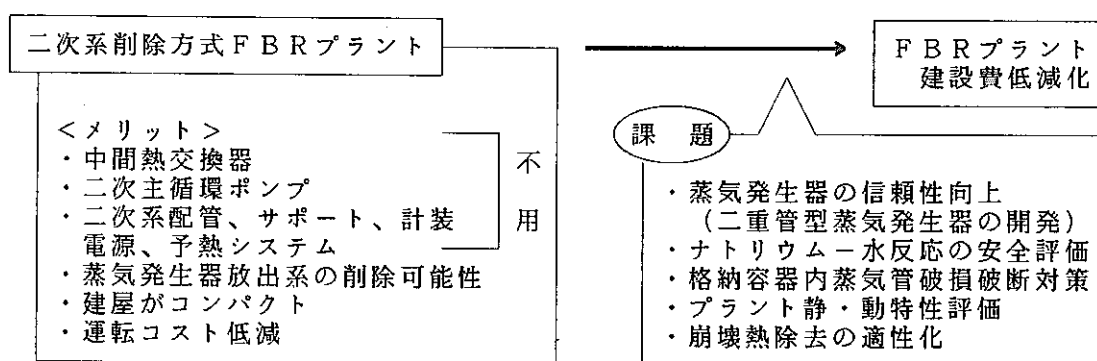 二次系削除方式FBRプラント
<メリット>
・中間熱交換器
・二次主循環ポンプ
・二次系配管、サポート、計装
電源、予熱システム
不用
・蒸気発生器放出系の削除可能性
・建屋がコンパクト
・運転コスト低減
FBRプラント
建設費低減化
課題
・蒸気発生器の信頼性向上
(二重管型蒸気発生器の開発)
・ナトリウム-水反応の安全評価
・格納容器内蒸気管破損破断対策
・プラント静・動特性評価
・崩壊熱除去の適性化